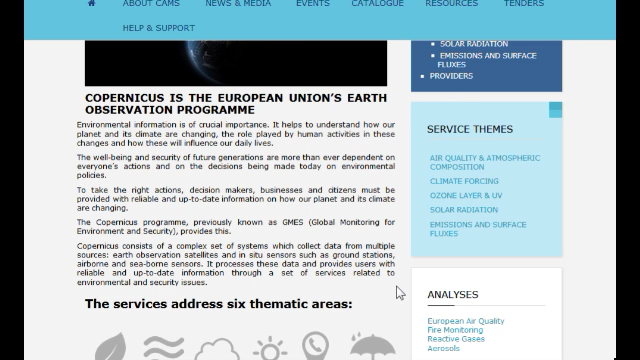 ABOUT CAMS NEWS & MEDIA EVENTS CATALOGUE RESOURCES TENDERS
HELP & SUPPORT
COPERNICUS IS THE EUROPEAN UNION'S EARTH
OBSERVATION PROGRAMME
Environmental information is of crucial importance. It helps to understand how our
planet and its climate are changing, the role played by human activities in these
changes and how these will influence our daily lives.
The well-being and security of future generations are more than ever dependent on
everyone's actions and on the decisions being made today on environmental
policies.
To take the right actions, decision makers, businesses and citizens must be
provided with reliable and up-to-date information on how our planet and its climate
are changing.
The Copernicus programme, previously known as GMES (Global Monitoring for
Environment and Security), provides this.
Copernicus consists of a complex set of systems which collect data from multiple
sources: earth observation satellites and in situ sensors such as ground stations,
airborne and sea-borne sensors. It processes these data and provides users with
reliable and up-to-date information through a set of services related to
environmental and security issues.
The services address six thematic areas:
SOLAR RADIATION
EMISSIONS AND SURFACE
FLUXES
PROVIDERS
SERVICE THEMES
AIR QUALITY & ATMOSPHERIC
COMPOSITION
CLIMATE FORCING
OZONE LAYER & UV
SOLAR RADIATION
EMISSIONS AND SURFACE
FLUXES
ANALYSES
European Air Quality
Fire Monitoring
Reactive Gases
Aerosols